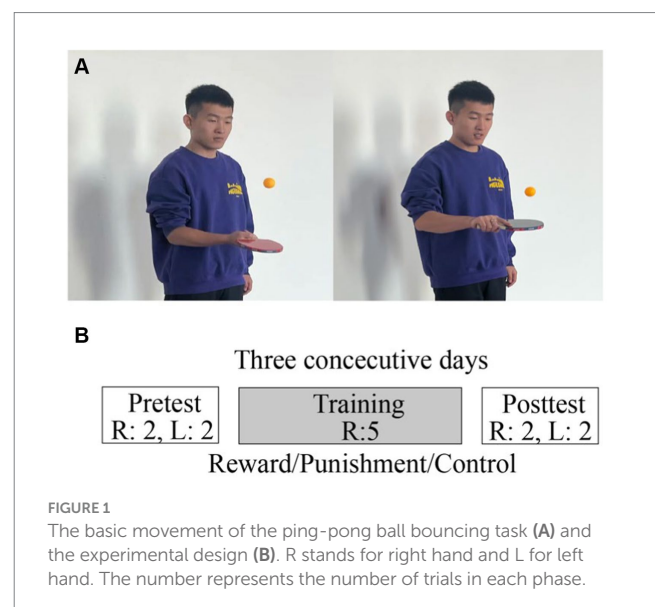 A
B
Three concecutive days
Pretest
R: 2, L: 2
Training
R:5
Posttest
R: 2, L: 2
Reward/Punishment/Control
FIGURE 1
The basic movement of the ping-pong ball bouncing task (A) and
the experimental design (B). R stands for right hand and L for left
hand. The number represents the number of trials in each phase.